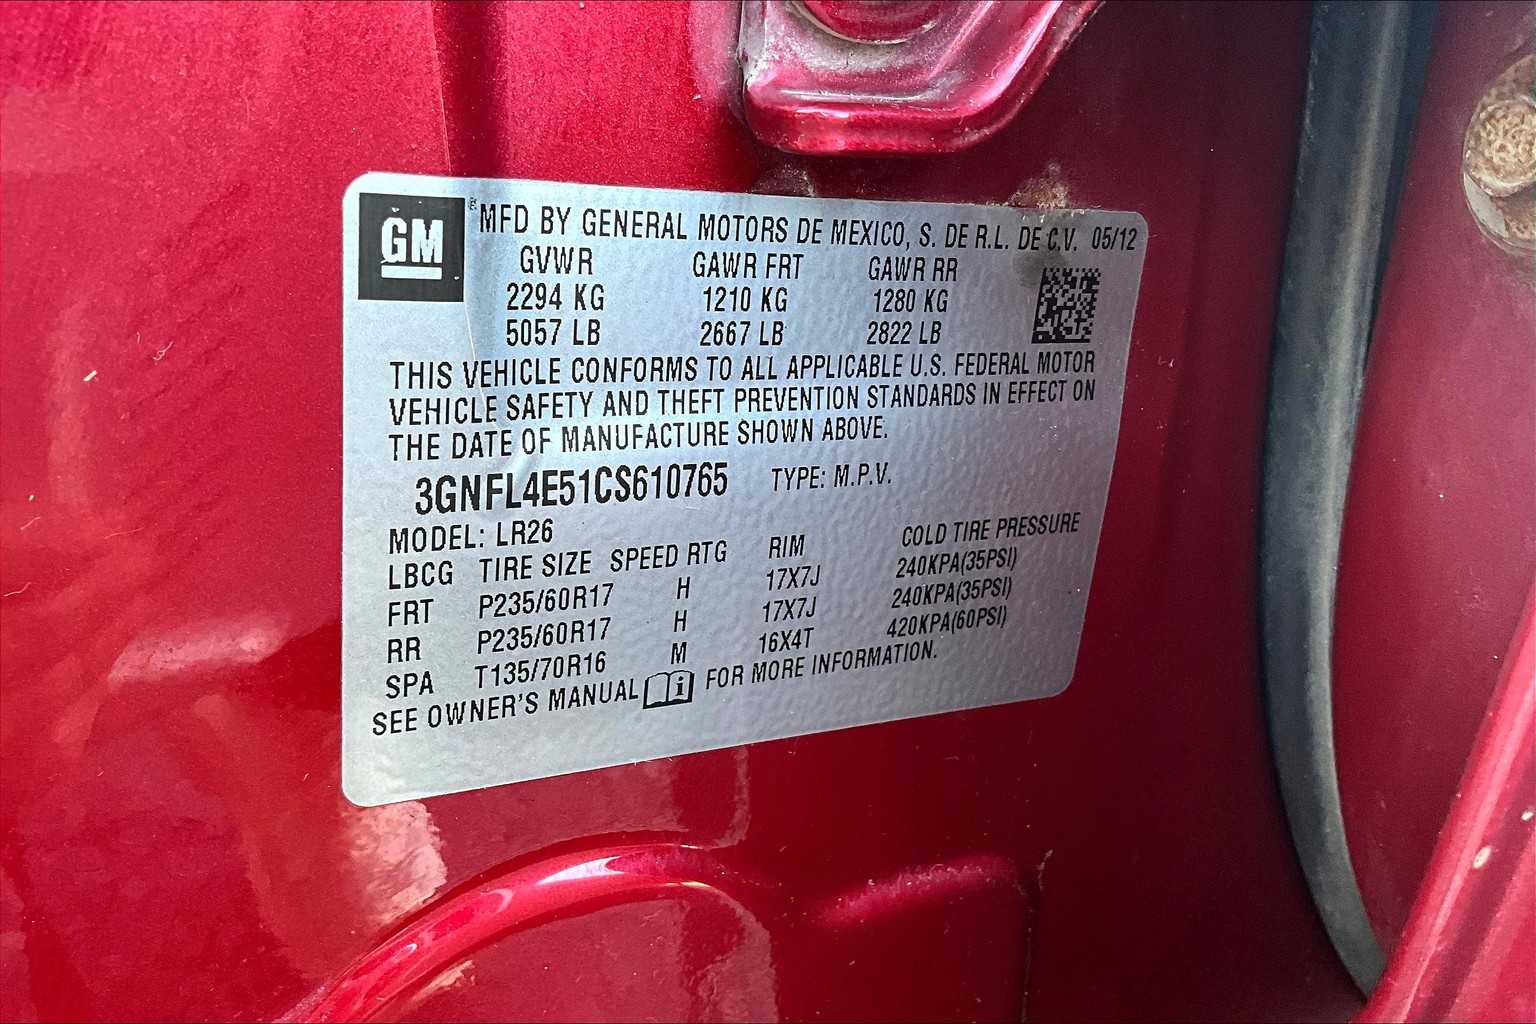 GM ® MFD BY GENERAL MOTORS DE MEXICO, S. DE R.L. DE C.V. 05/12
GVWR GAWR FRT GAWR RR
2294 KG 1210 KG 1280 KG
5057 LB 2667 LB 2822 LB
THIS VEHICLE CONFORMS TO ALL APPLICABLE U.S. FEDERAL MOTOR
VEHICLE SAFETY AND THEFT PREVENTION STANDARDS IN EFFECT ON
THE DATE OF MANUFACTURE SHOWN ABOVE.
3GNFL4E51CS610765 TYPE: M.P.V.
MODEL: LR26
LBCG TIRE SIZE SPEED RTG RIM COLD TIRE PRESSURE
FRT P235/60R17 H 17X7J 240KPA(35PSI)
RR P235/60R17 H 17X7J 240KPA(35PSI)
SPA T135/70R16 M 16X4T 420KPA(60PSI)
SEE OWNER'S MANUAL i FOR MORE INFORMATION.